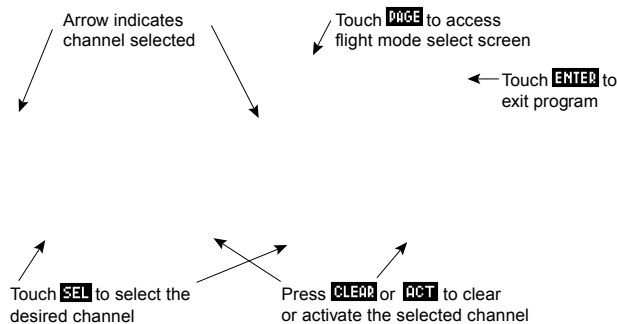 Arrow indicates
channel selected
Touch PAGE to access
flight mode select screen
Touch ENTER to
exit program
Touch SEL to select the
desired channel
Press CLEAR or ACT to clear
or activate the selected channel